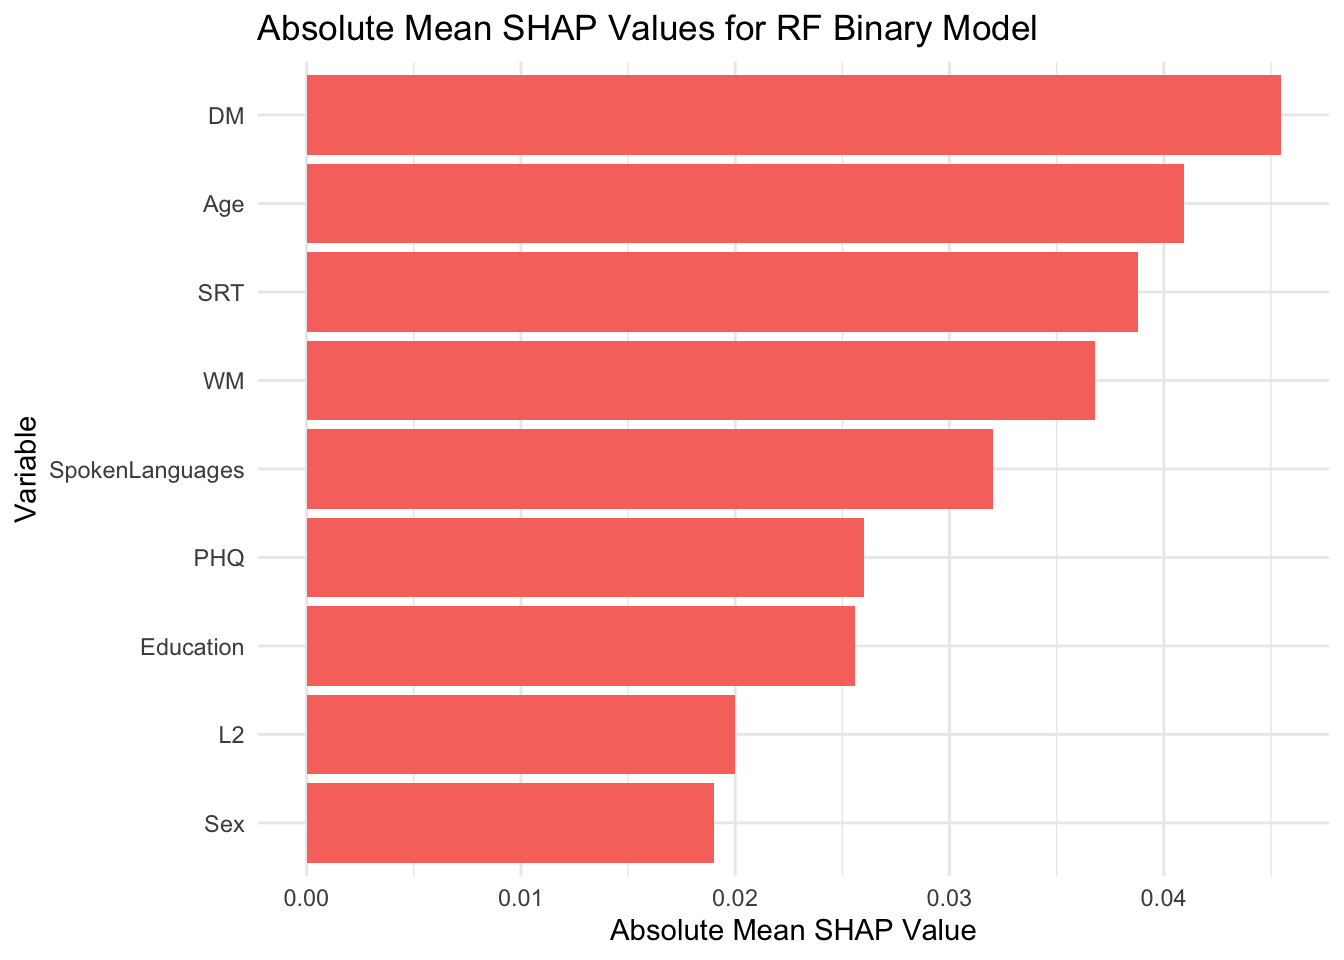 Absolute Mean SHAP Values for RF Binary Model
Variable
DM
Age
SRT
WM
SpokenLanguages
PHQ
Education
L2
Sex
0.00 0.01 0.02 0.03 0.04
Absolute Mean SHAP Value